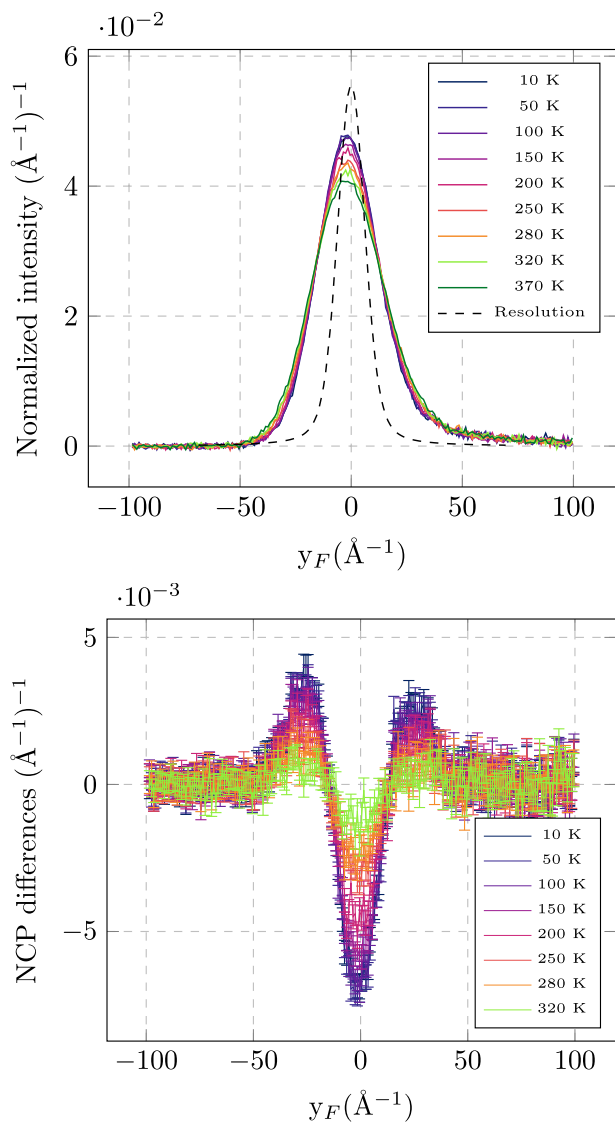 ·10⁻²
6
4
2
0
Normalized intensity (Å⁻¹)⁻¹
10 K
50 K
100 K
150 K
200 K
250 K
280 K
320 K
370 K
Resolution
−100
−50
0
50
100
y_F(Å⁻¹)
·10⁻³
5
0
−5
NCP differences (Å⁻¹)⁻¹
10 K
50 K
100 K
150 K
200 K
250 K
280 K
320 K
−100
−50
0
50
100
y_F(Å⁻¹)